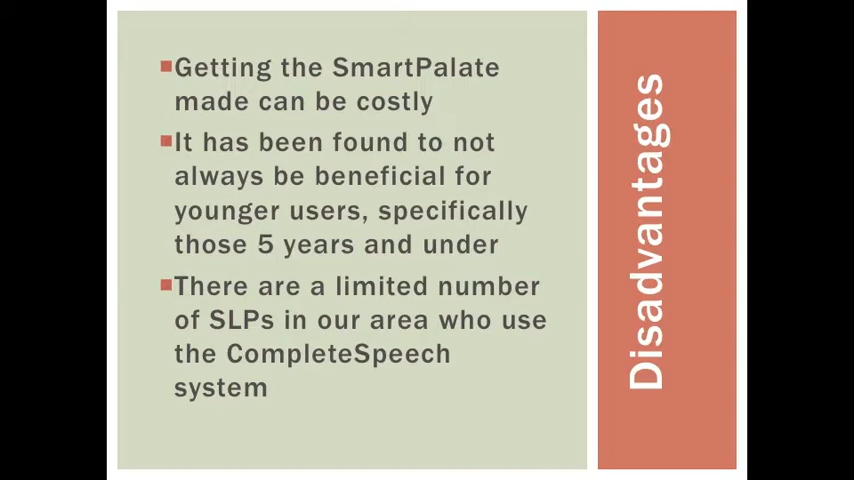 Getting the SmartPalate
made can be costly
It has been found to not
always be beneficial for
younger users, specifically
those 5 years and under
There are a limited number
of SLPs in our area who use
the CompleteSpeech
system
Disadvantages